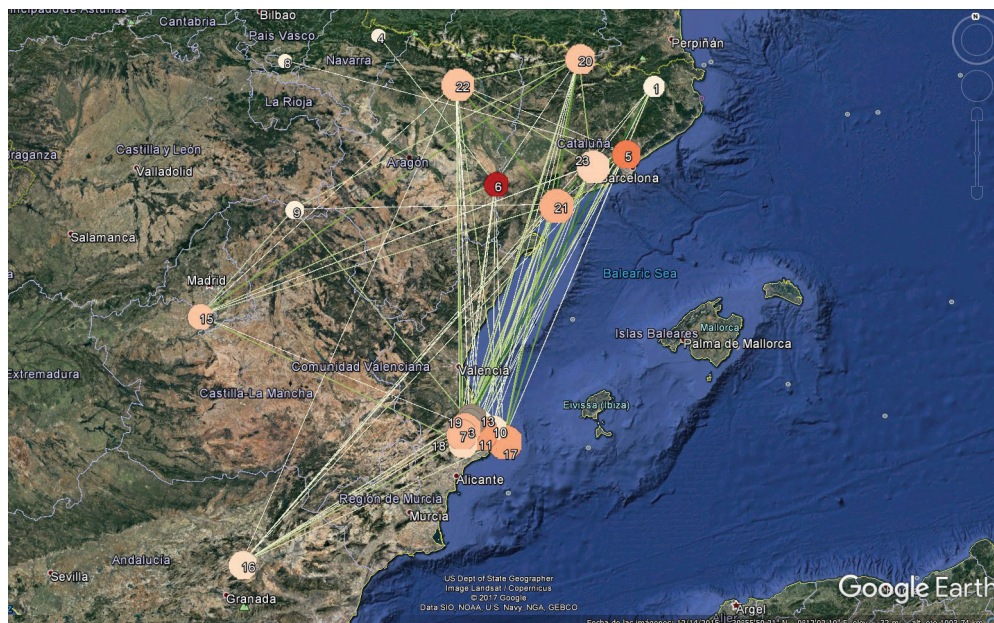 Bilbao
Cantabria
País Vasco
Navarra
Perpiñán
4
8
20
22
1
La Rioja
Castilla y León
Valladolid
Aragón
Cataluña
23
5
Barcelona
6
21
9
Salamanca
Madrid
15
Balearic Sea
Islas Baleares
Mallorca
Palma de Mallorca
Extremadura
Comunidad Valenciana
Valencia
Castilla-La Mancha
Eivissa (Ibiza)
19
13
7
3
10
18
11
17
Alicante
Región de Murcia
Murcia
Andalucía
16
Sevilla
Granada
US Dept of State Geographer
Image Landsat / Copernicus
© 2017 Google
Data SIO, NOAA, U.S. Navy, NGA, GEBCO
Google Earth
Argel
N